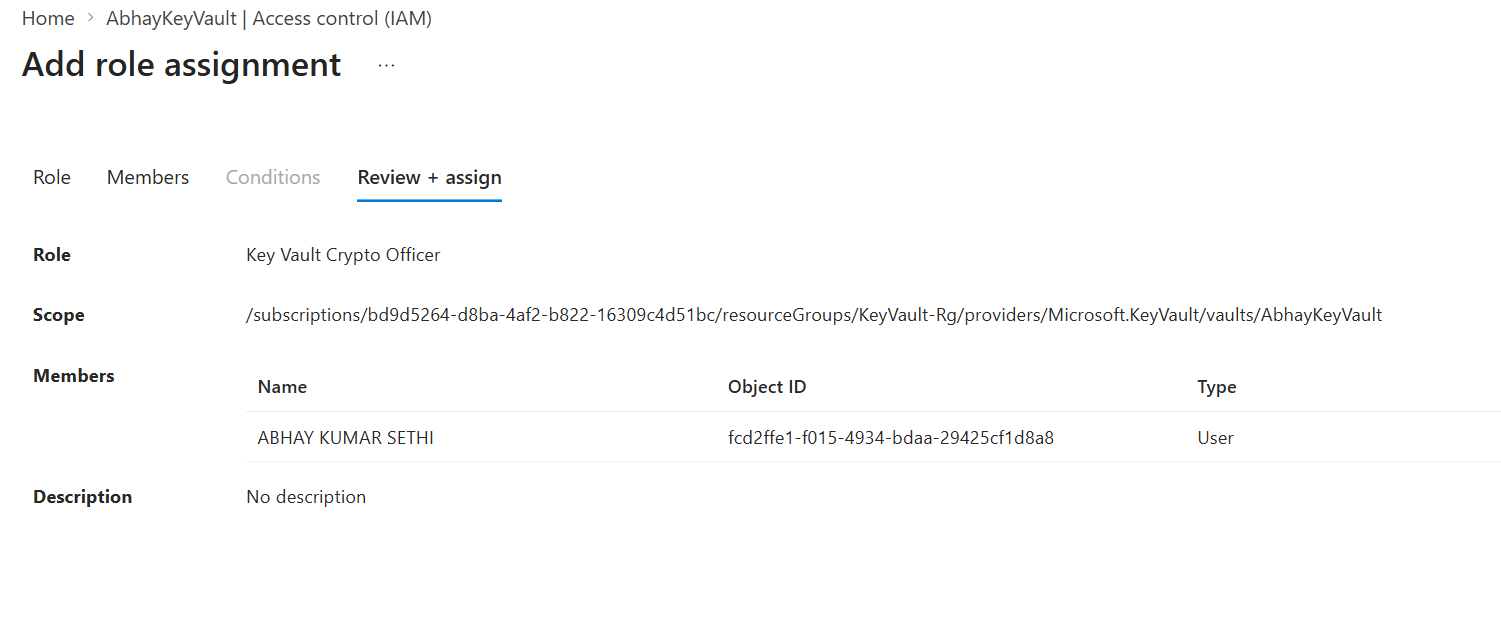 Home > AbhayKeyVault | Access control (IAM)
Add role assignment ...
Role Members Conditions Review + assign
Role Key Vault Crypto Officer
Scope /subscriptions/bd9d5264-d8ba-4af2-b822-16309c4d51bc/resourceGroups/KeyVault-Rg/providers/Microsoft.KeyVault/vaults/AbhayKeyVault
Members
Name Object ID Type
ABHAY KUMAR SETHI fcd2ffe1-f015-4934-bdaa-29425cf1d8a8 User
Description No description